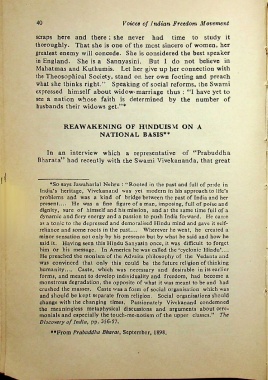 40 Voices of Indian Freedom Movement
scraps here and there; she never had time to study it
thoroughly. That she is one of the most sincere of women, her
greatest enemy will concede. She is considered the best speaker
in England. She is a Sannyasini. But I do not believe in
Mahatmas and Kuthumis. Let her give up her connection with
the Theosophical Society, stand on her own footing and preach
what she thinks right." Speaking of social reforms, the Swami
expressed himself about widow marriage thus: "I have yet to
see a nation whose faith is determined by the number of
husbands their widows get."*
REAWAKENING OF HINDUISM ON A
NATIONAL BASIS**
In an interview which a representative of "Prabuddha
Bharata" had recently with the Swami Vivekananda, that great
*So says Jawaharlal Nehru: "Rooted in the past and full of pride in
India's heritage, Vivekanand was yet modern in his approach to life's
problems and was a kind of bridge between the past of India and her
present.... He was a fine figure of a man, imposing, full of poise and
dignity, sure of himself and his mission, and at the same time full of a
dynamic and fiery energy and a passion to push India forward. He came
as a tonic to the depressed and demoralised Hindu mind and gave it self-
reliance and some roots in the past.... Wherever he went, he created a
minor sensation not only by his presence but by what he said and how he
said it. Having seen this Hindu Sanyasin once, it was difficult to forget
him or his message. In America he was called the 'cyclonic Hindu'....
He preached the monism of the Advaita philosophy of the Vedanta and
was convinced that only this could be the future religion of thinking
humanity.... Caste, which was necessary and desirable in its earlier
forms, and meant to develop individuality and freedom, had become a
monstrous degradation, the opposite of what it was meant to be and had
crushed the masses. Caste was a form of social organisation which was
and should be kept separate from religion. Social organisations should
change with the changing times. Passionately Vivekanand condemned
the meaningless metaphysical discussions and arguments about cere-
monials and especially the touch-me-notism of the upper classes." The
Discovery of India, pp.
**From Prabuddha Bharat, September, 1898.